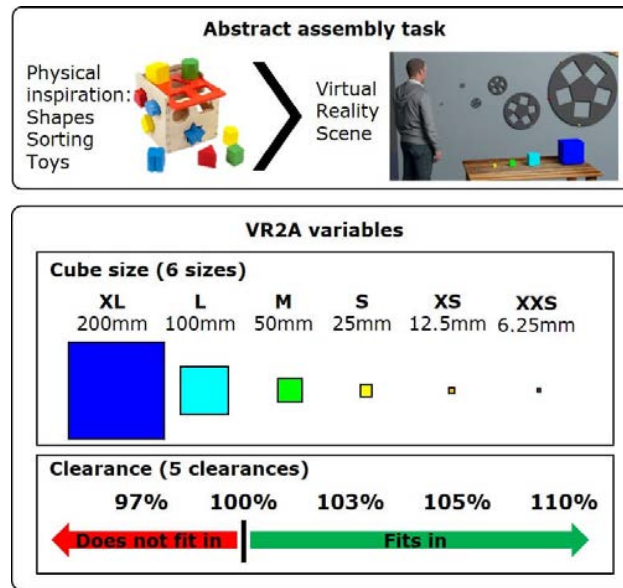 Abstract assembly task
Physical
inspiration:
Shapes
Sorting
Toys
Virtual
Reality
Scene
VR2A variables
Cube size (6 sizes)
XL L M S XS XXS
200mm 100mm 50mm 25mm 12.5mm 6.25mm
Clearance (5 clearances)
97% 100% 103% 105% 110%
Does not fit in Fits in